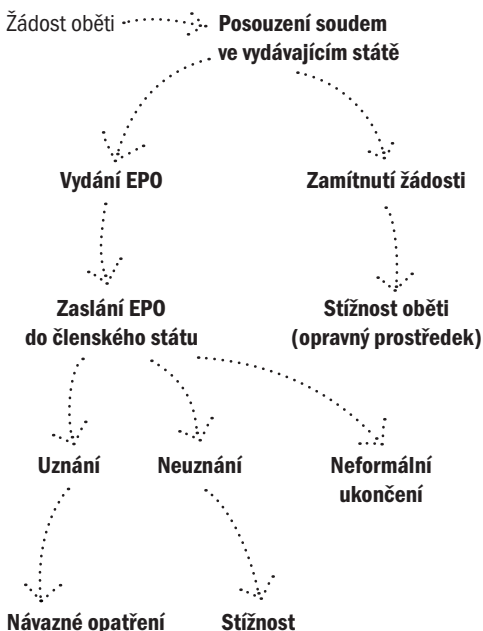 Žádost oběti
Posouzení soudem
ve vydávajícím státě
Vydání EPO
Zamítnutí žádosti
Zaslání EPO
do členského státu
Stížnost oběti
(opravný prostředek)
Uznání
Neuznání
Neformální
ukončení
Návazné opatření
Stížnost